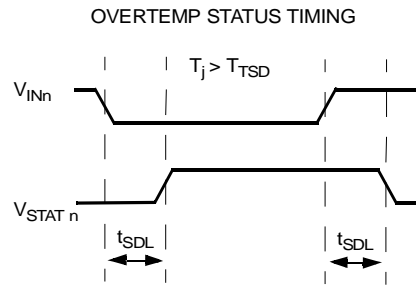 OVERTEMP STATUS TIMING
Tj > TTSD
VINn
VSTAT n
tSDL
tSDL